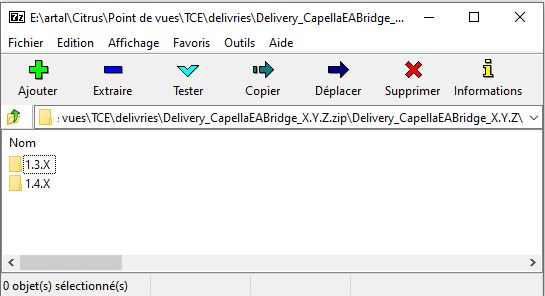 7z E:\artal\Citrus\Point de vues\TCE\delivries\Delivery_CapellaEABridge_...
Fichier Edition Affichage Favoris Outils Aide
Ajouter Extraire Tester Copier Déplacer Supprimer Informations
vues\TCE\delivries\Delivery_CapellaEABridge_X.Y.Z.zip\Delivery_CapellaEABridge_X.Y.Z\
Nom
1.3.X
1.4.X
0 objet(s) sélectionné(s)